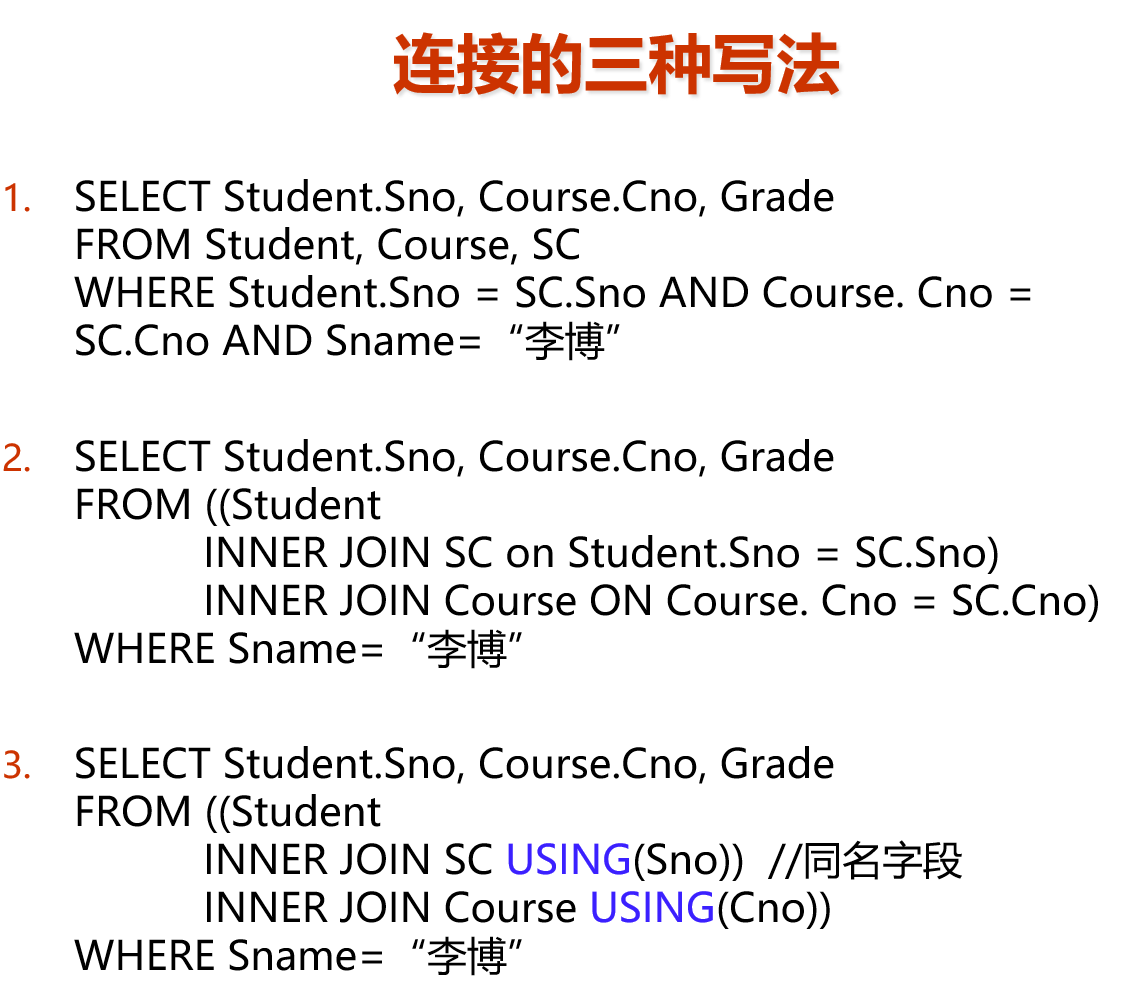 连接的三种写法
1. SELECT Student.Sno, Course.Cno, Grade
FROM Student, Course, SC
WHERE Student.Sno = SC.Sno AND Course. Cno =
SC.Cno AND Sname= “李博”
2. SELECT Student.Sno, Course.Cno, Grade
FROM ((Student
INNER JOIN SC on Student.Sno = SC.Sno)
INNER JOIN Course ON Course. Cno = SC.Cno)
WHERE Sname= “李博”
3. SELECT Student.Sno, Course.Cno, Grade
FROM ((Student
INNER JOIN SC USING(Sno)) //同名字段
INNER JOIN Course USING(Cno))
WHERE Sname= “李博”